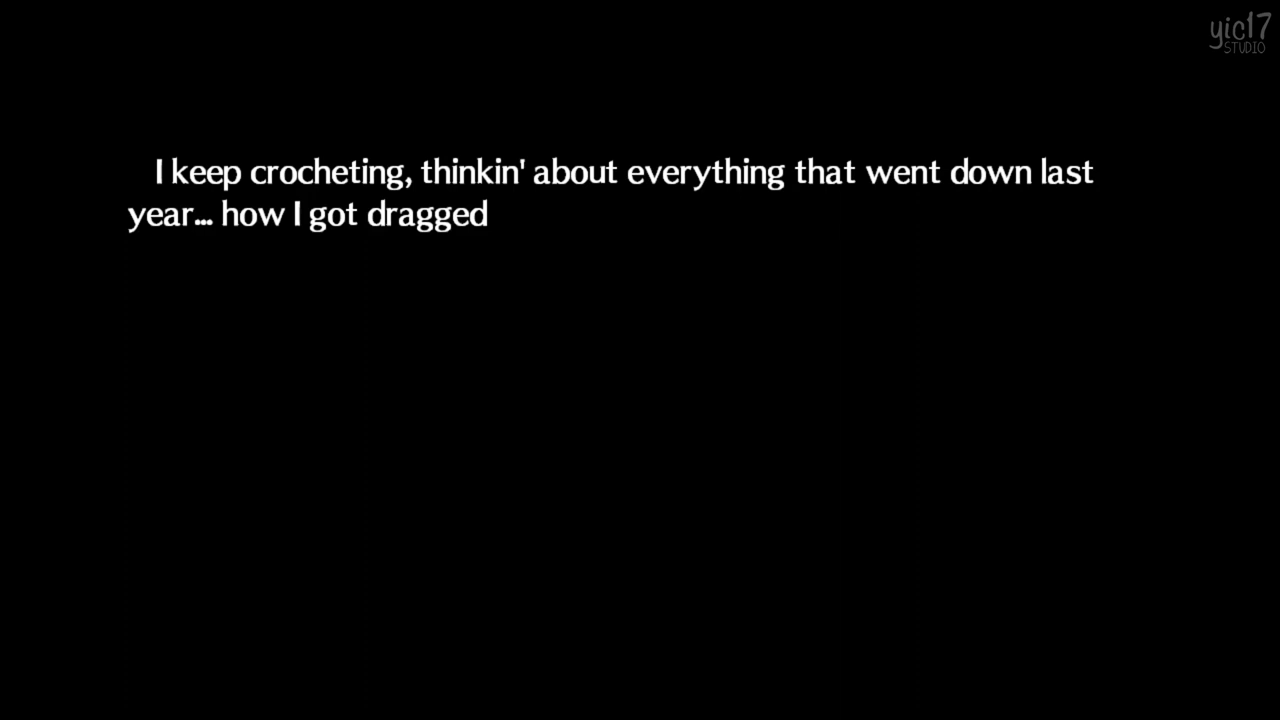 yic17
STUDIO
I keep crocheting, thinkin' about everything that went down last
year... how I got dragged